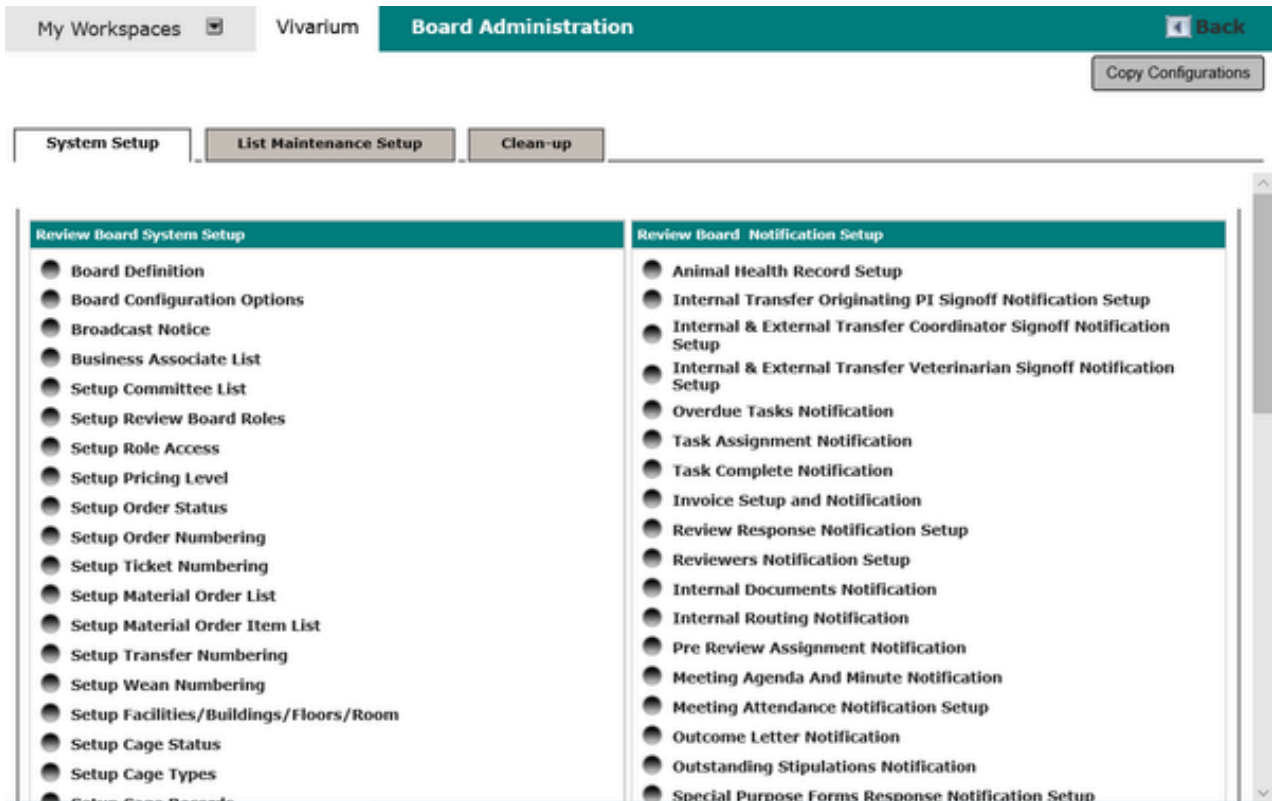 My Workspaces Vivarium Board Administration Back
Copy Configurations
System Setup List Maintenance Setup Clean-up
Review Board System Setup
Board Definition
Board Configuration Options
Broadcast Notice
Business Associate List
Setup Committee List
Setup Review Board Roles
Setup Role Access
Setup Pricing Level
Setup Order Status
Setup Order Numbering
Setup Ticket Numbering
Setup Material Order List
Setup Material Order Item List
Setup Transfer Numbering
Setup Wean Numbering
Setup Facilities/Buildings/Floors/Room
Setup Cage Status
Setup Cage Types
Setup Cage Records
Review Board Notification Setup
Animal Health Record Setup
Internal Transfer Originating PI Signoff Notification Setup
Internal & External Transfer Coordinator Signoff Notification
Setup
Internal & External Transfer Veterinarian Signoff Notification
Setup
Overdue Tasks Notification
Task Assignment Notification
Task Complete Notification
Invoice Setup and Notification
Review Response Notification Setup
Reviewers Notification Setup
Internal Documents Notification
Internal Routing Notification
Pre Review Assignment Notification
Meeting Agenda And Minute Notification
Meeting Attendance Notification Setup
Outcome Letter Notification
Outstanding Stipulations Notification
Special Purpose Forms Response Notification Setup